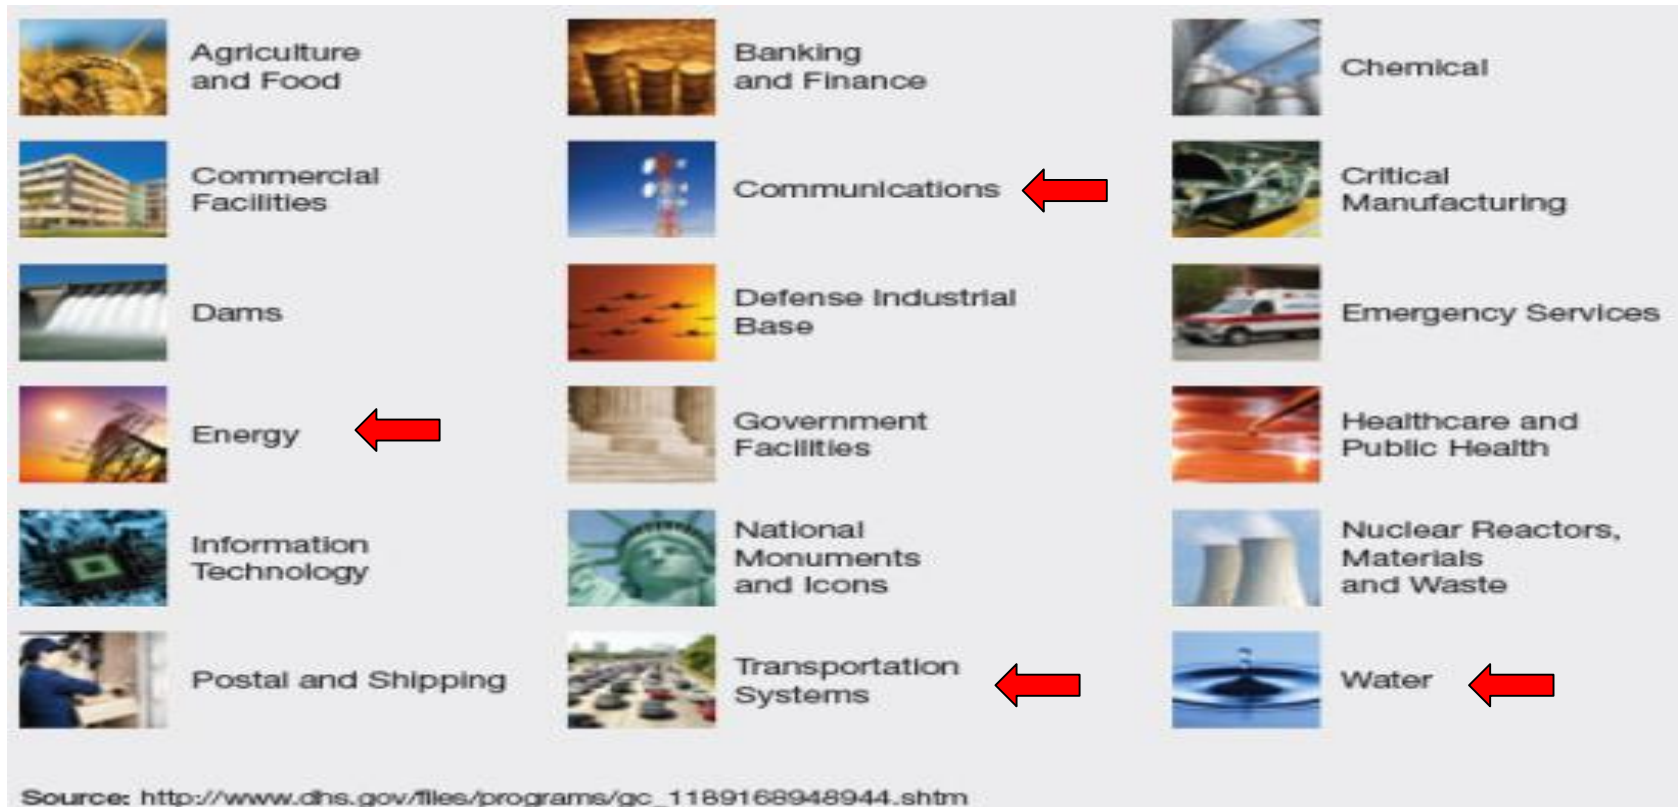 Agriculture
and Food
Banking
and Finance
Chemical
Commercial
Facilities
Communications
Critical
Manufacturing
Dams
Defense Industrial
Base
Emergency Services
Energy
Government
Facilities
Healthcare and
Public Health
Information
Technology
National
Monuments
and Icons
Nuclear Reactors,
Materials
and Waste
Postal and Shipping
Transportation
Systems
Water
Source: http://www.dhs.gov/files/programs/gc_1189168948944.shtm